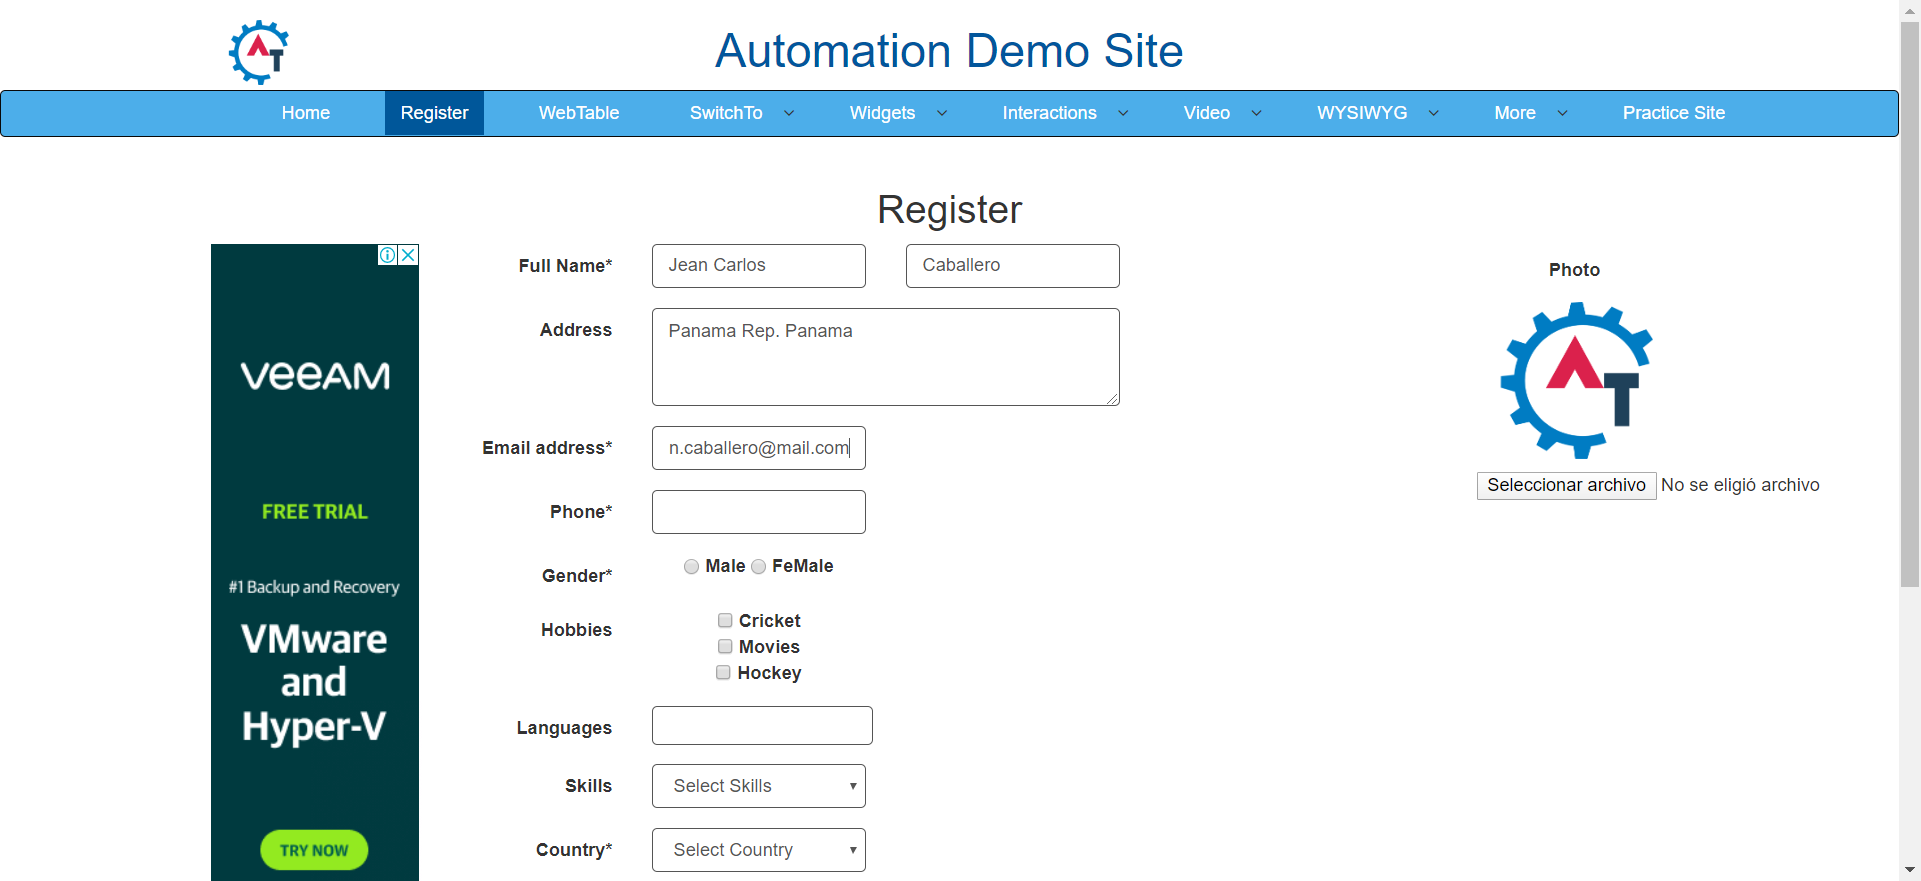 AT
Automation Demo Site
Home Register WebTable SwitchTo Widgets Interactions Video WYSIWYG More Practice Site
Register
Full Name* Jean Carlos Caballero
Address Panama Rep. Panama
Email address* n.caballero@mail.com
Phone*
Gender* Male FeMale
Hobbies Cricket
Movies
Hockey
Languages
Skills Select Skills
Country* Select Country
Photo
AT
Seleccionar archivo No se eligió archivo
VEEAM
FREE TRIAL
#1 Backup and Recovery
VMware
and
Hyper-V
TRY NOW